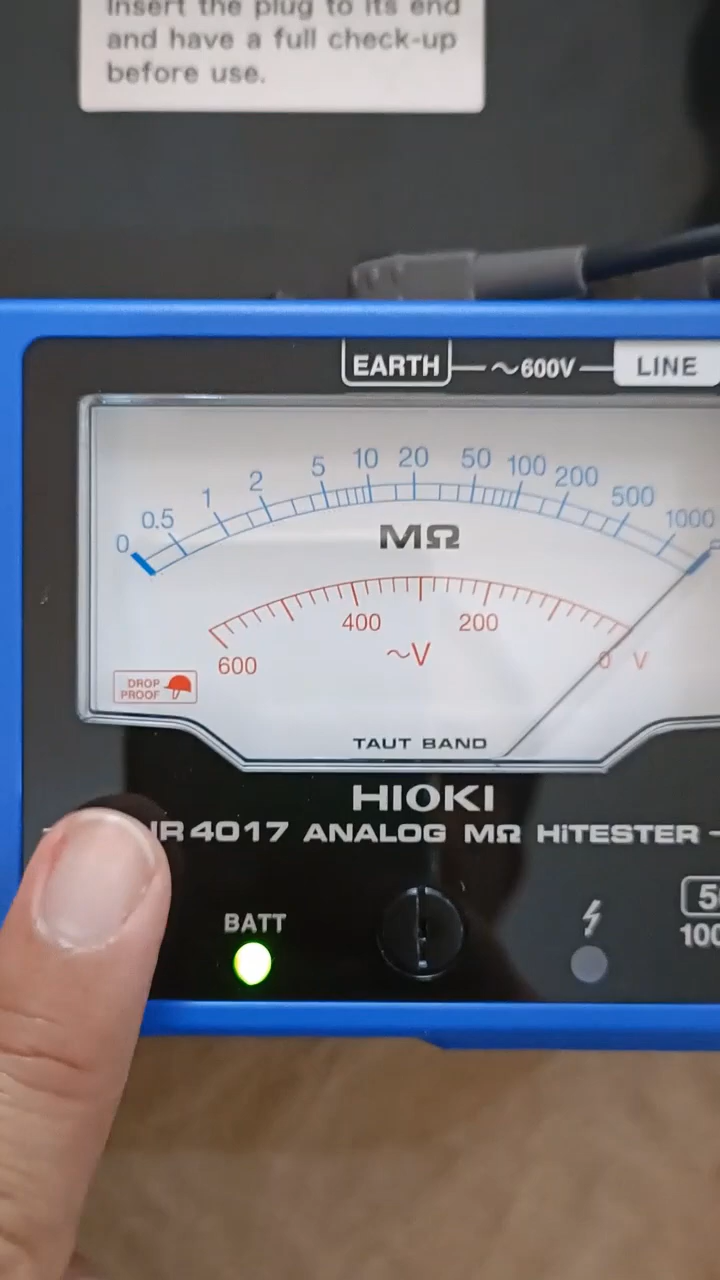 Insert the plug to its end
and have a full check-up
before use.
EARTH ~600V LINE
0 0.5 1 2 5 10 20 50 100 200 500 1000
MΩ
600 400 200 0 V
~V
DROP
PROOF
TAUT BAND
HIOKI
IR4017 ANALOG MΩ HiTESTER
BATT